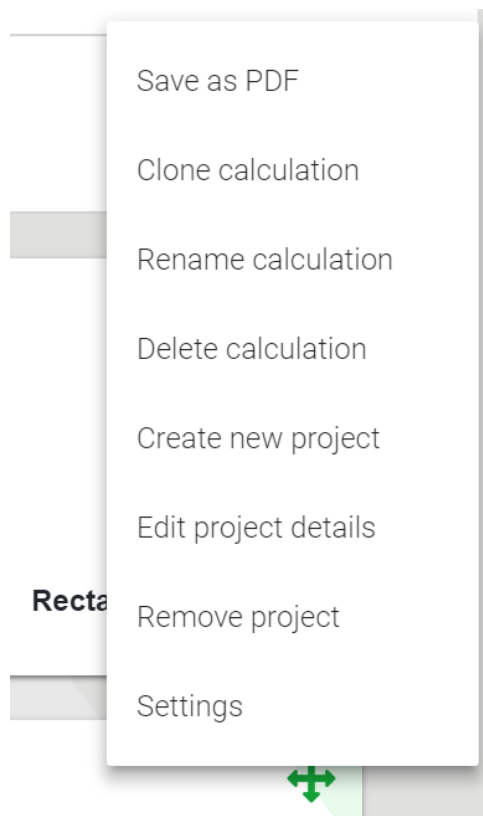 Save as PDF
Clone calculation
Rename calculation
Delete calculation
Create new project
Edit project details
Recta
Remove project
Settings